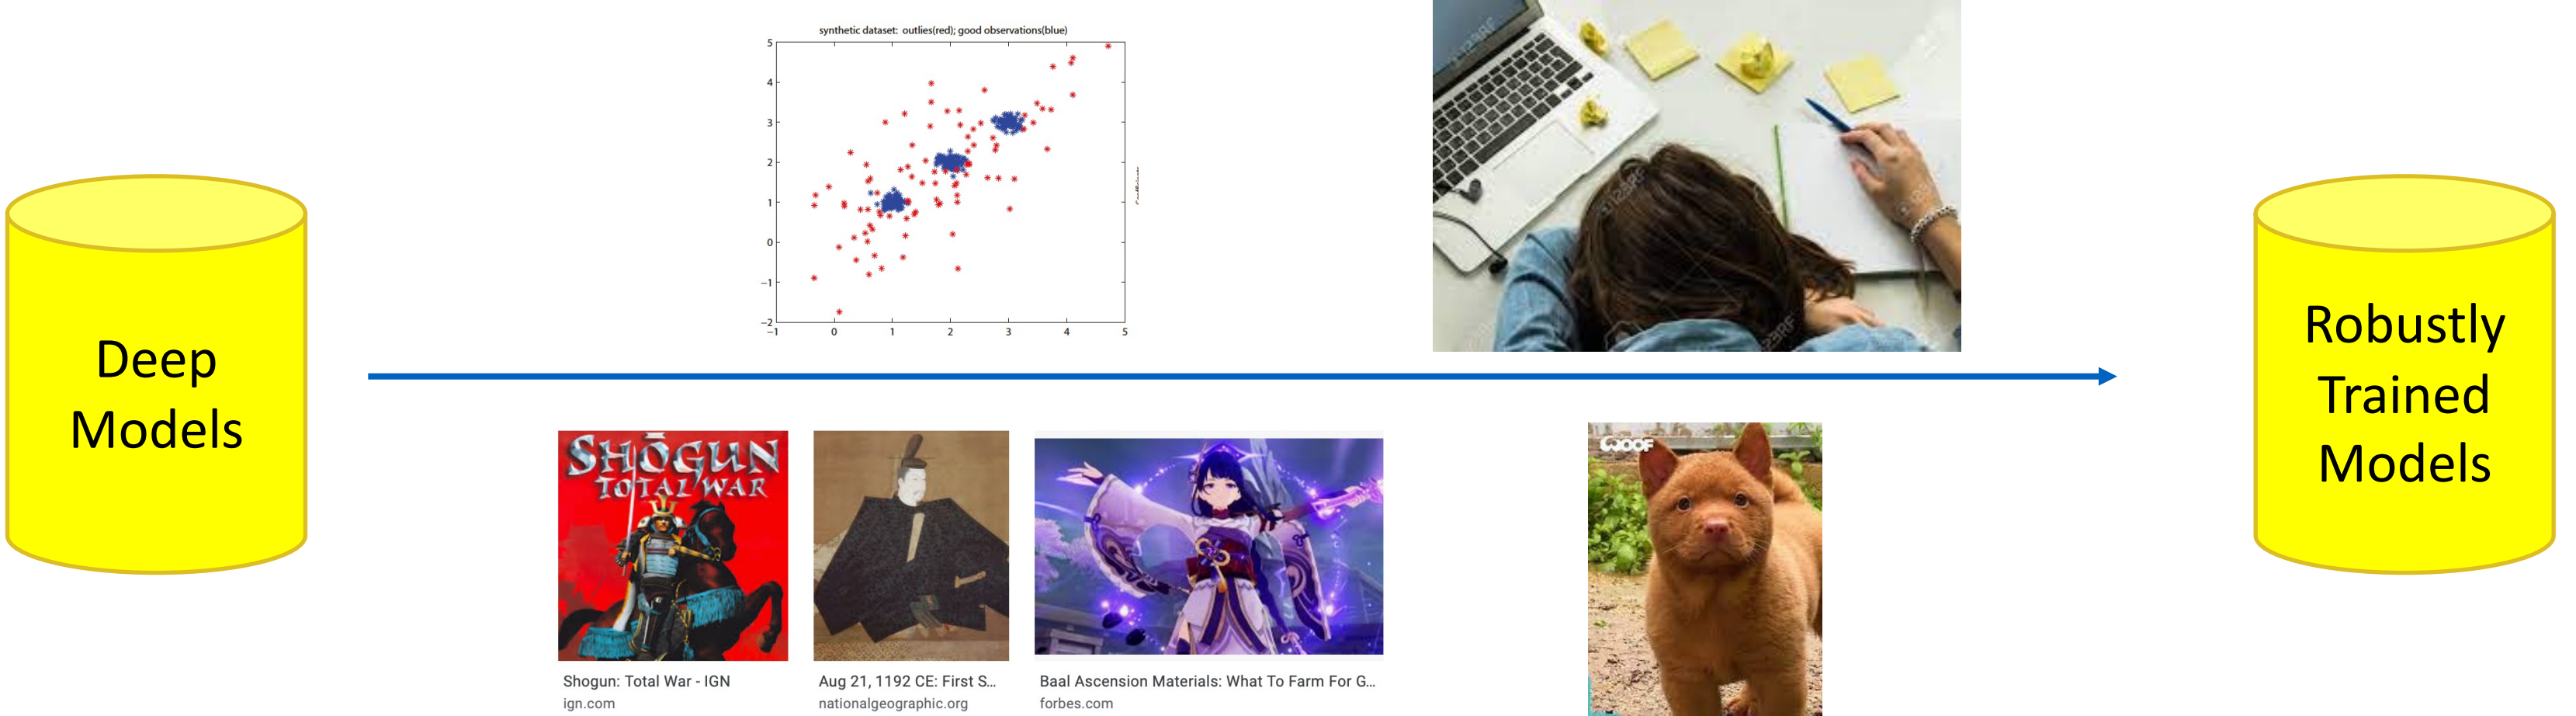 Deep
Models
synthetic dataset: outlies(red); good observations(blue)
5
4
3
2
1
0
−1
−2
−1 0 1 2 3 4 5
123RF
SHŌGUN
TOTAL WAR
Shogun: Total War - IGN
ign.com
Aug 21, 1192 CE: First S...
nationalgeographic.org
Baal Ascension Materials: What To Farm For G...
forbes.com
WOOF
Robustly
Trained
Models